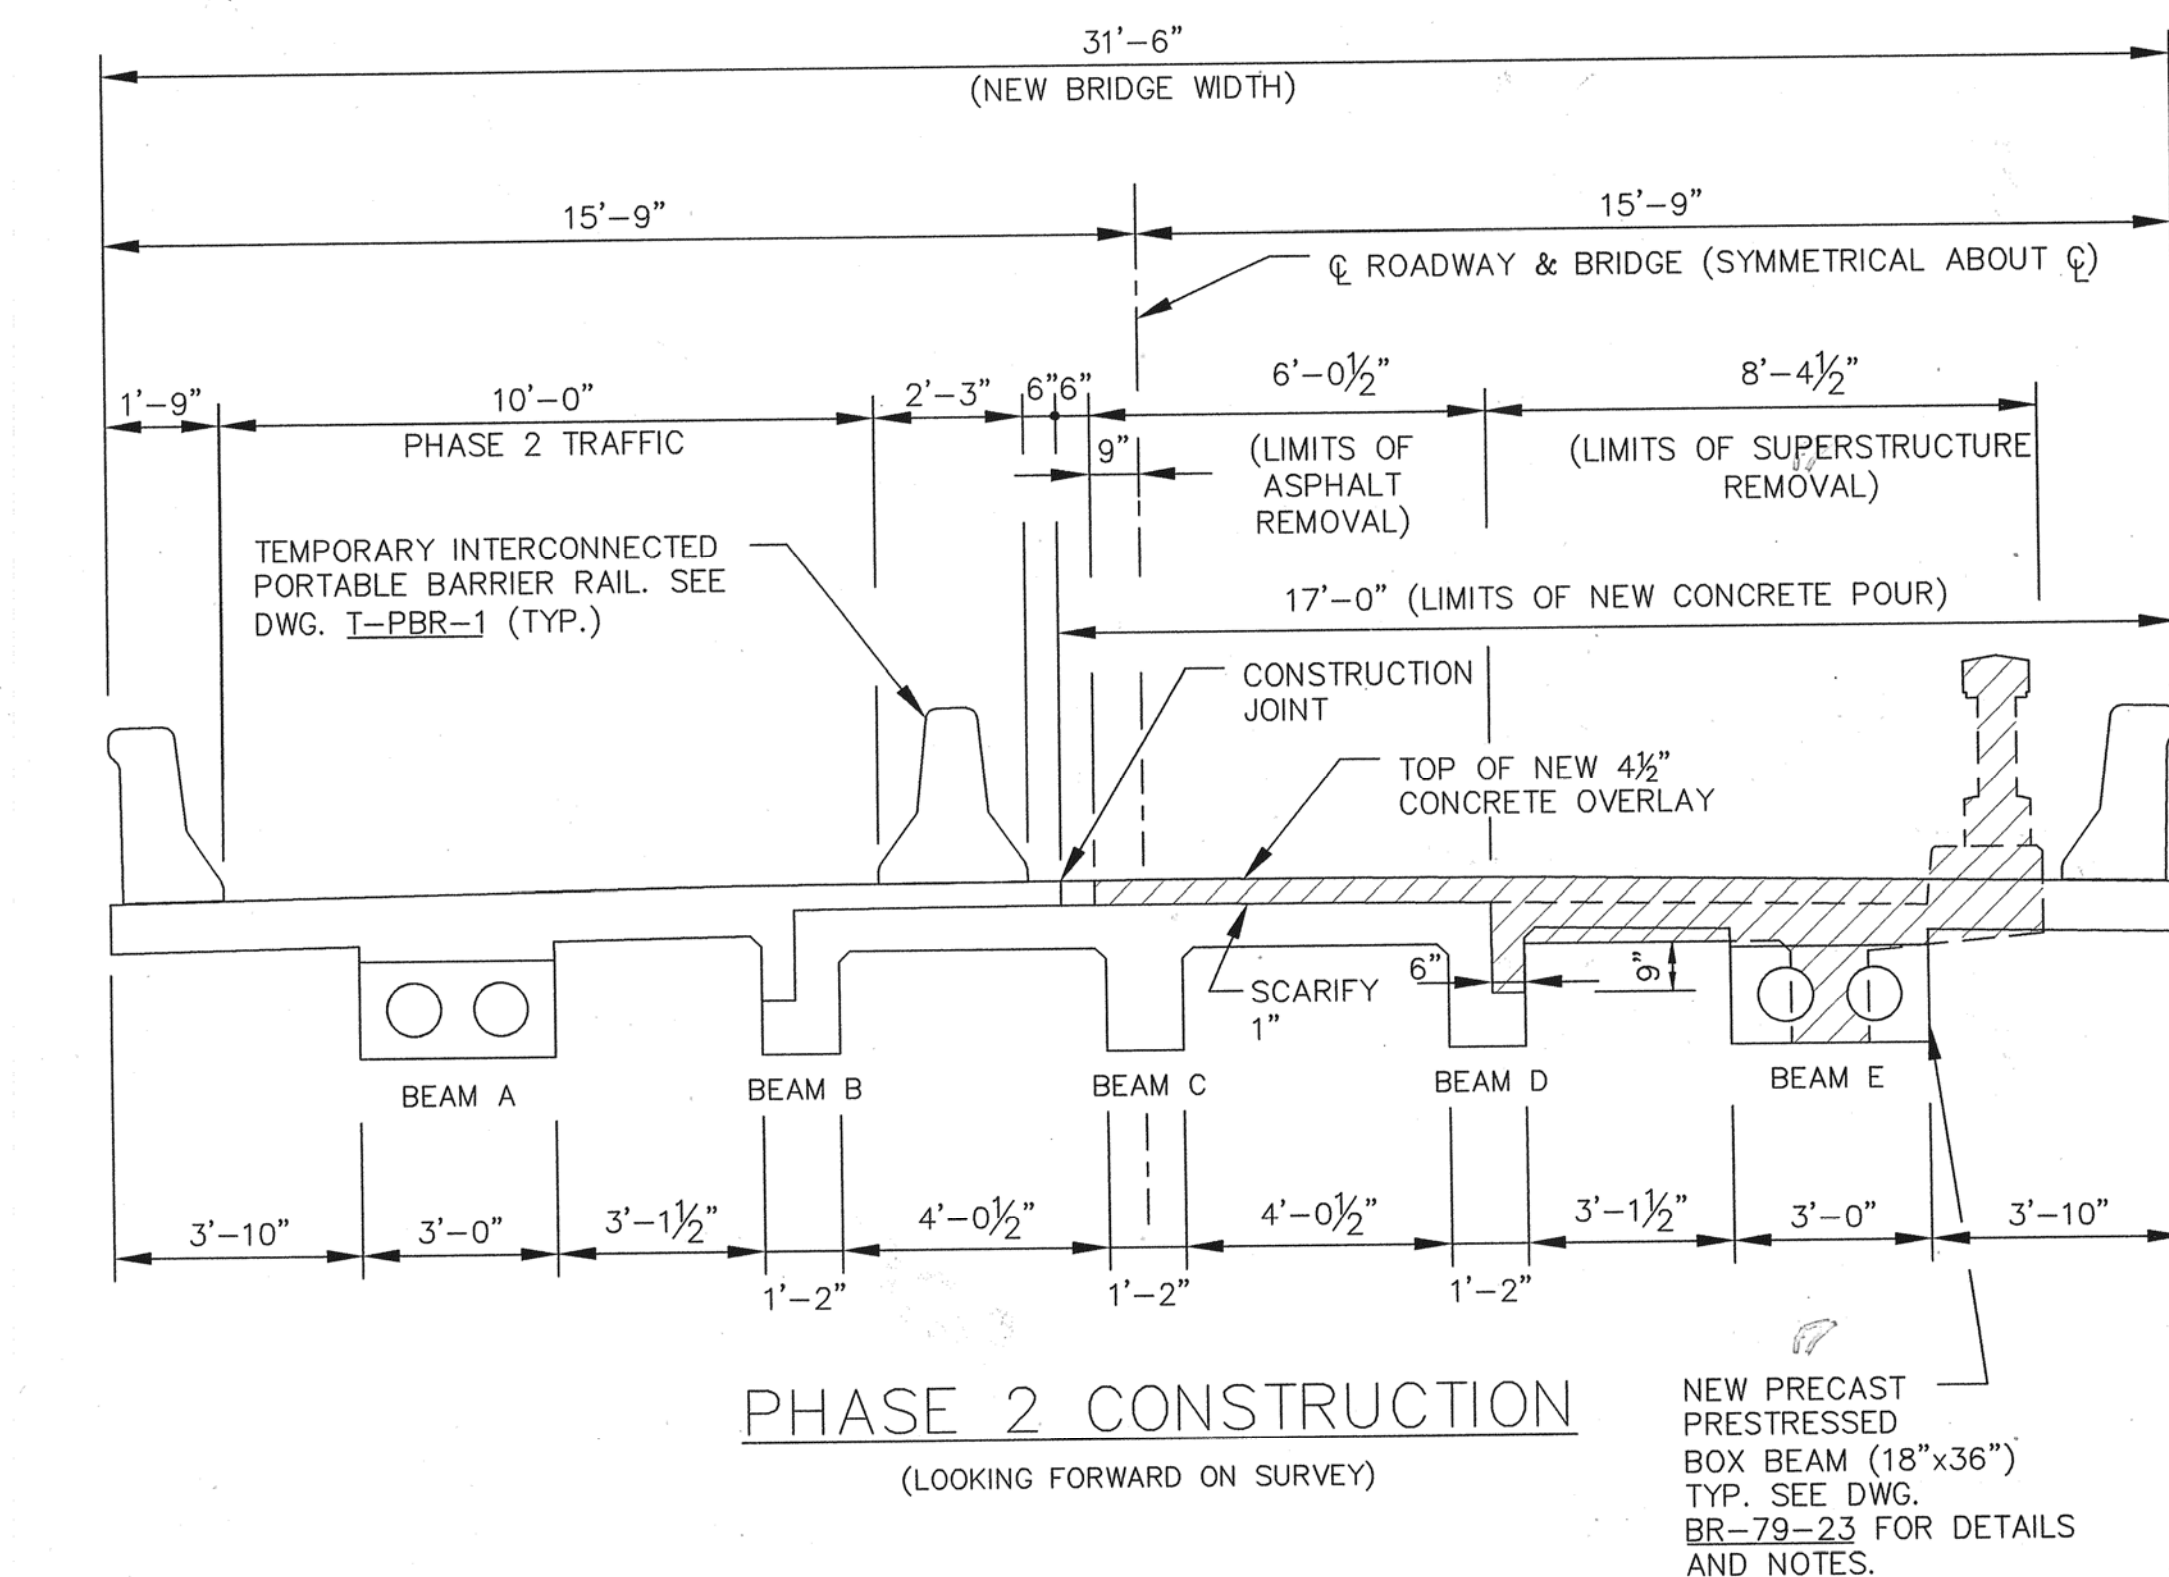 31'-6"
(NEW BRIDGE WIDTH)
15'-9"
15'-9"
℄ ROADWAY & BRIDGE (SYMMETRICAL ABOUT ℄)
1'-9"
10'-0"
2'-3"
6"
6"
6'-0½"
8'-4½"
PHASE 2 TRAFFIC
9"
(LIMITS OF
ASPHALT
REMOVAL)
(LIMITS OF SUPERSTRUCTURE
REMOVAL)
TEMPORARY INTERCONNECTED
PORTABLE BARRIER RAIL. SEE
DWG. T-PBR-1 (TYP.)
17'-0" (LIMITS OF NEW CONCRETE POUR)
CONSTRUCTION
JOINT
TOP OF NEW 4½"
CONCRETE OVERLAY
SCARIFY
1"
6"
9"
BEAM A
BEAM B
BEAM C
BEAM D
BEAM E
3'-10"
3'-0"
3'-1½"
4'-0½"
4'-0½"
3'-1½"
3'-0"
3'-10"
1'-2"
1'-2"
1'-2"
PHASE 2 CONSTRUCTION
(LOOKING FORWARD ON SURVEY)
NEW PRECAST
PRESTRESSED
BOX BEAM (18"x36")
TYP. SEE DWG.
BR-79-23 FOR DETAILS
AND NOTES.